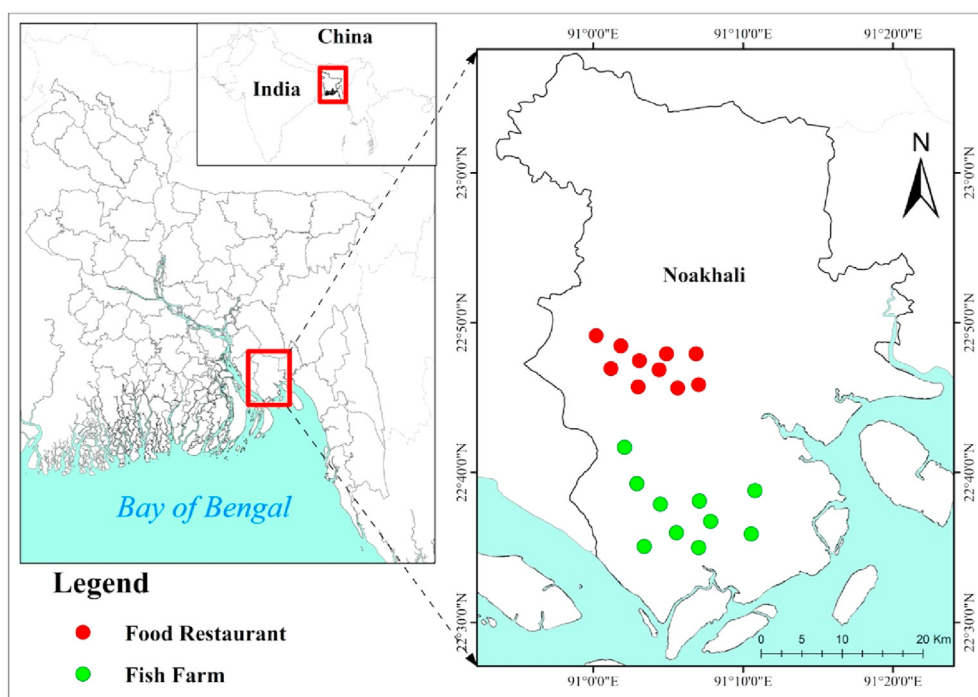 China
India
Bay of Bengal
Legend
Food Restaurant
Fish Farm
91°0'0"E 91°10'0"E 91°20'0"E
N
Noakhali
23°0'0"N 23°0'0"N
22°50'0"N 22°50'0"N
22°40'0"N 22°40'0"N
22°30'0"N 22°30'0"N
0 5 10 20 Km
91°0'0"E 91°10'0"E 91°20'0"E